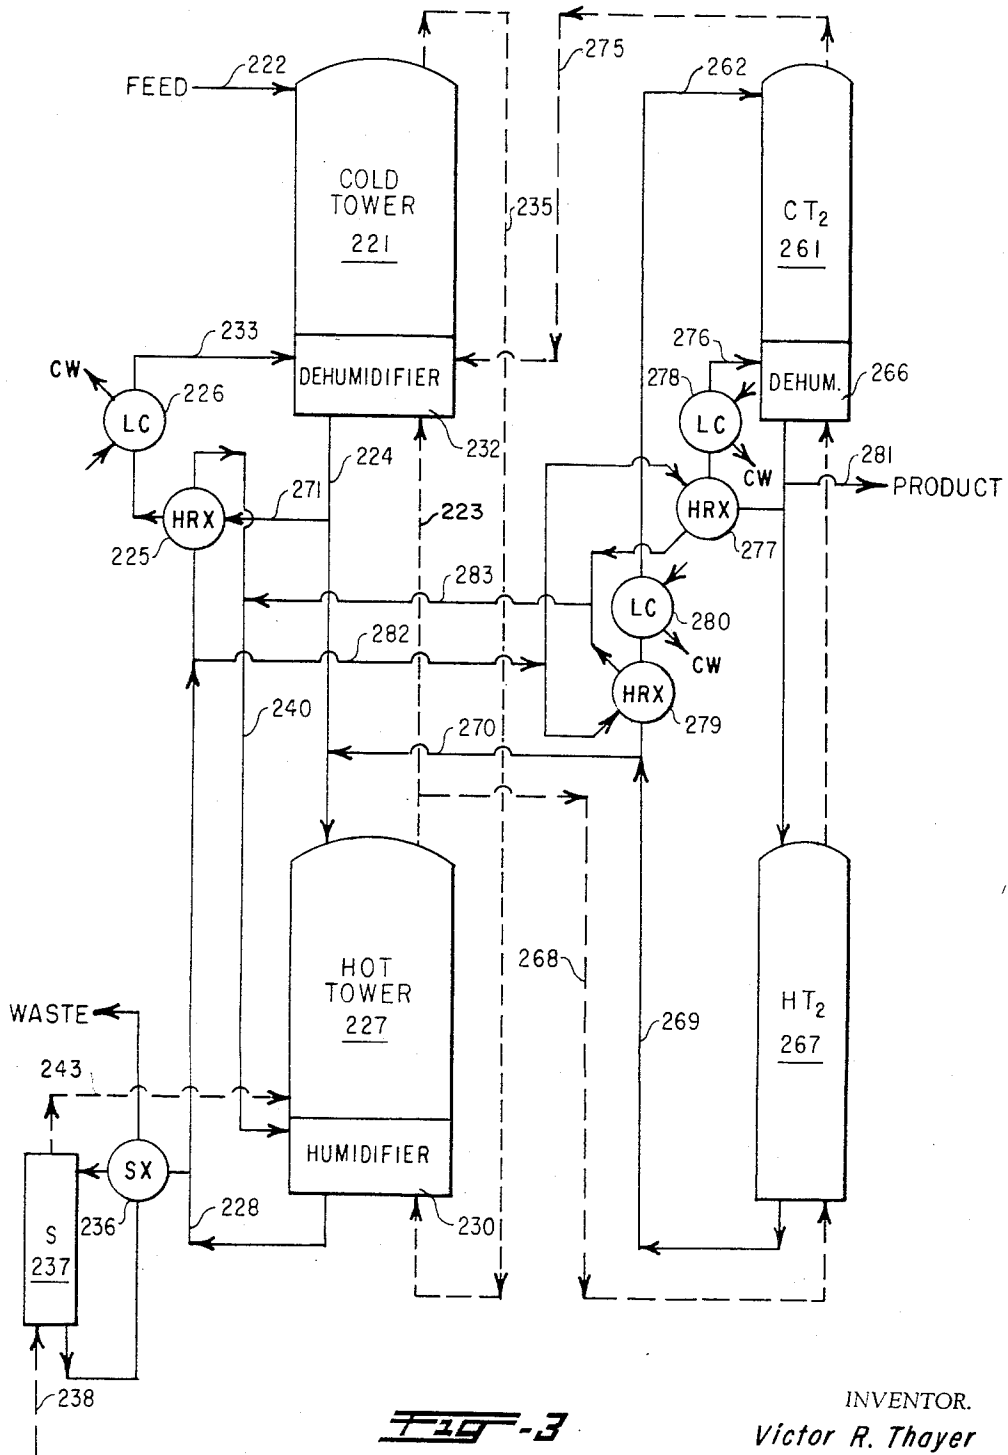 275
262
222
FEED
COLD
TOWER
221
235
CT2
261
233
276
CW
226
278
LC
DEHUMIDIFIER
DEHUM.
266
LC
232
224
CW
281
PRODUCT
271
HRX
223
HRX
225
277
283
LC
280
282
CW
HRX
240
279
270
HOT
TOWER
227
268
269
HT2
267
WASTE
243
HUMIDIFIER
SX
236
228
230
S
237
238
Fig-3
INVENTOR.
Victor R. Thayer